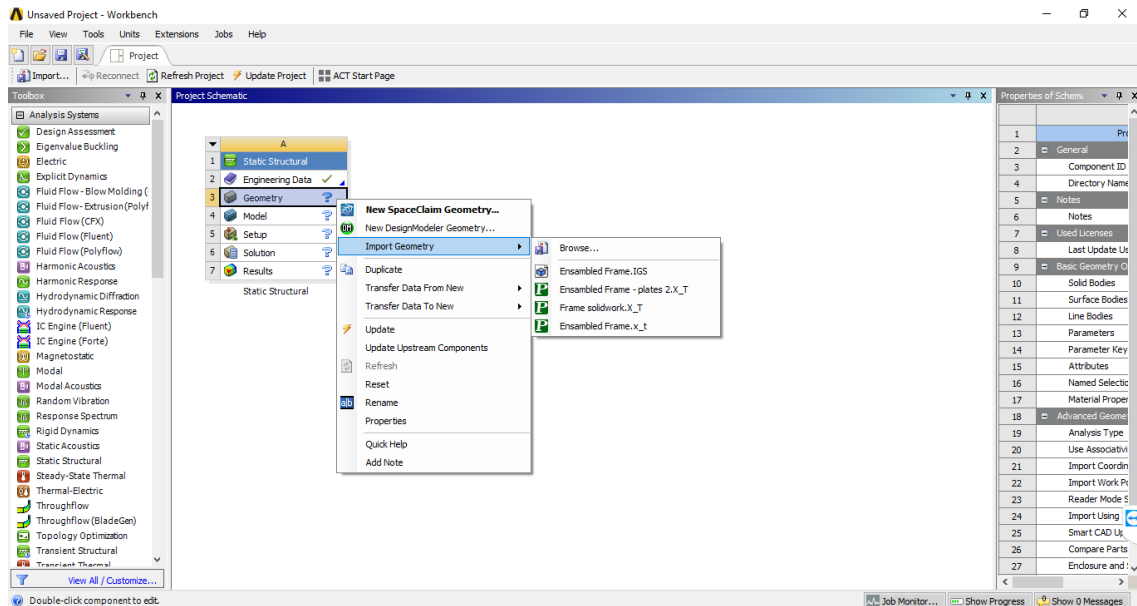 Unsaved Project - Workbench
File View Tools Units Extensions Jobs Help
Project
Import... Reconnect Refresh Project Update Project ACT Start Page
Toolbox
Analysis Systems
Design Assessment
Eigenvalue Buckling
Electric
Explicit Dynamics
Fluid Flow - Blow Molding (
Fluid Flow - Extrusion (Polyf
Fluid Flow (CFX)
Fluid Flow (Fluent)
Fluid Flow (Polyflow)
Harmonic Acoustics
Harmonic Response
Hydrodynamic Diffraction
Hydrodynamic Response
IC Engine (Fluent)
IC Engine (Forte)
Magnetostatic
Modal
Modal Acoustics
Random Vibration
Response Spectrum
Rigid Dynamics
Static Acoustics
Static Structural
Steady-State Thermal
Thermal-Electric
Throughflow
Throughflow (BladeGen)
Topology Optimization
Transient Structural
Transient Thermal
View All / Customize...
Project Schematic
A
1 Static Structural
2 Engineering Data
3 Geometry ?
4 Model ?
5 Setup ?
6 Solution ?
7 Results ?
Static Structural
New SpaceClaim Geometry...
New DesignModeler Geometry...
Import Geometry
Duplicate
Transfer Data From New
Transfer Data To New
Update
Update Upstream Components
Refresh
Reset
Rename
Properties
Quick Help
Add Note
Browse...
Ensambled Frame.IGS
Ensambled Frame - plates 2.X_T
Frame solidwork.X_T
Ensambled Frame.x_t
Properties of Schema
1 Pro
2 General
3 Component ID
4 Directory Name
5 Notes
6 Notes
7 Used Licenses
8 Last Update Us
9 Basic Geometry O
10 Solid Bodies
11 Surface Bodies
12 Line Bodies
13 Parameters
14 Parameter Key
15 Attributes
16 Named Selectio
17 Material Proper
18 Advanced Geome
19 Analysis Type
20 Use Associativi
21 Import Coordin
22 Import Work Po
23 Reader Mode S
24 Import Using
25 Smart CAD Up
26 Compare Parts
27 Enclosure and S
Double-click component to edit.
Job Monitor... Show Progress Show 0 Messages